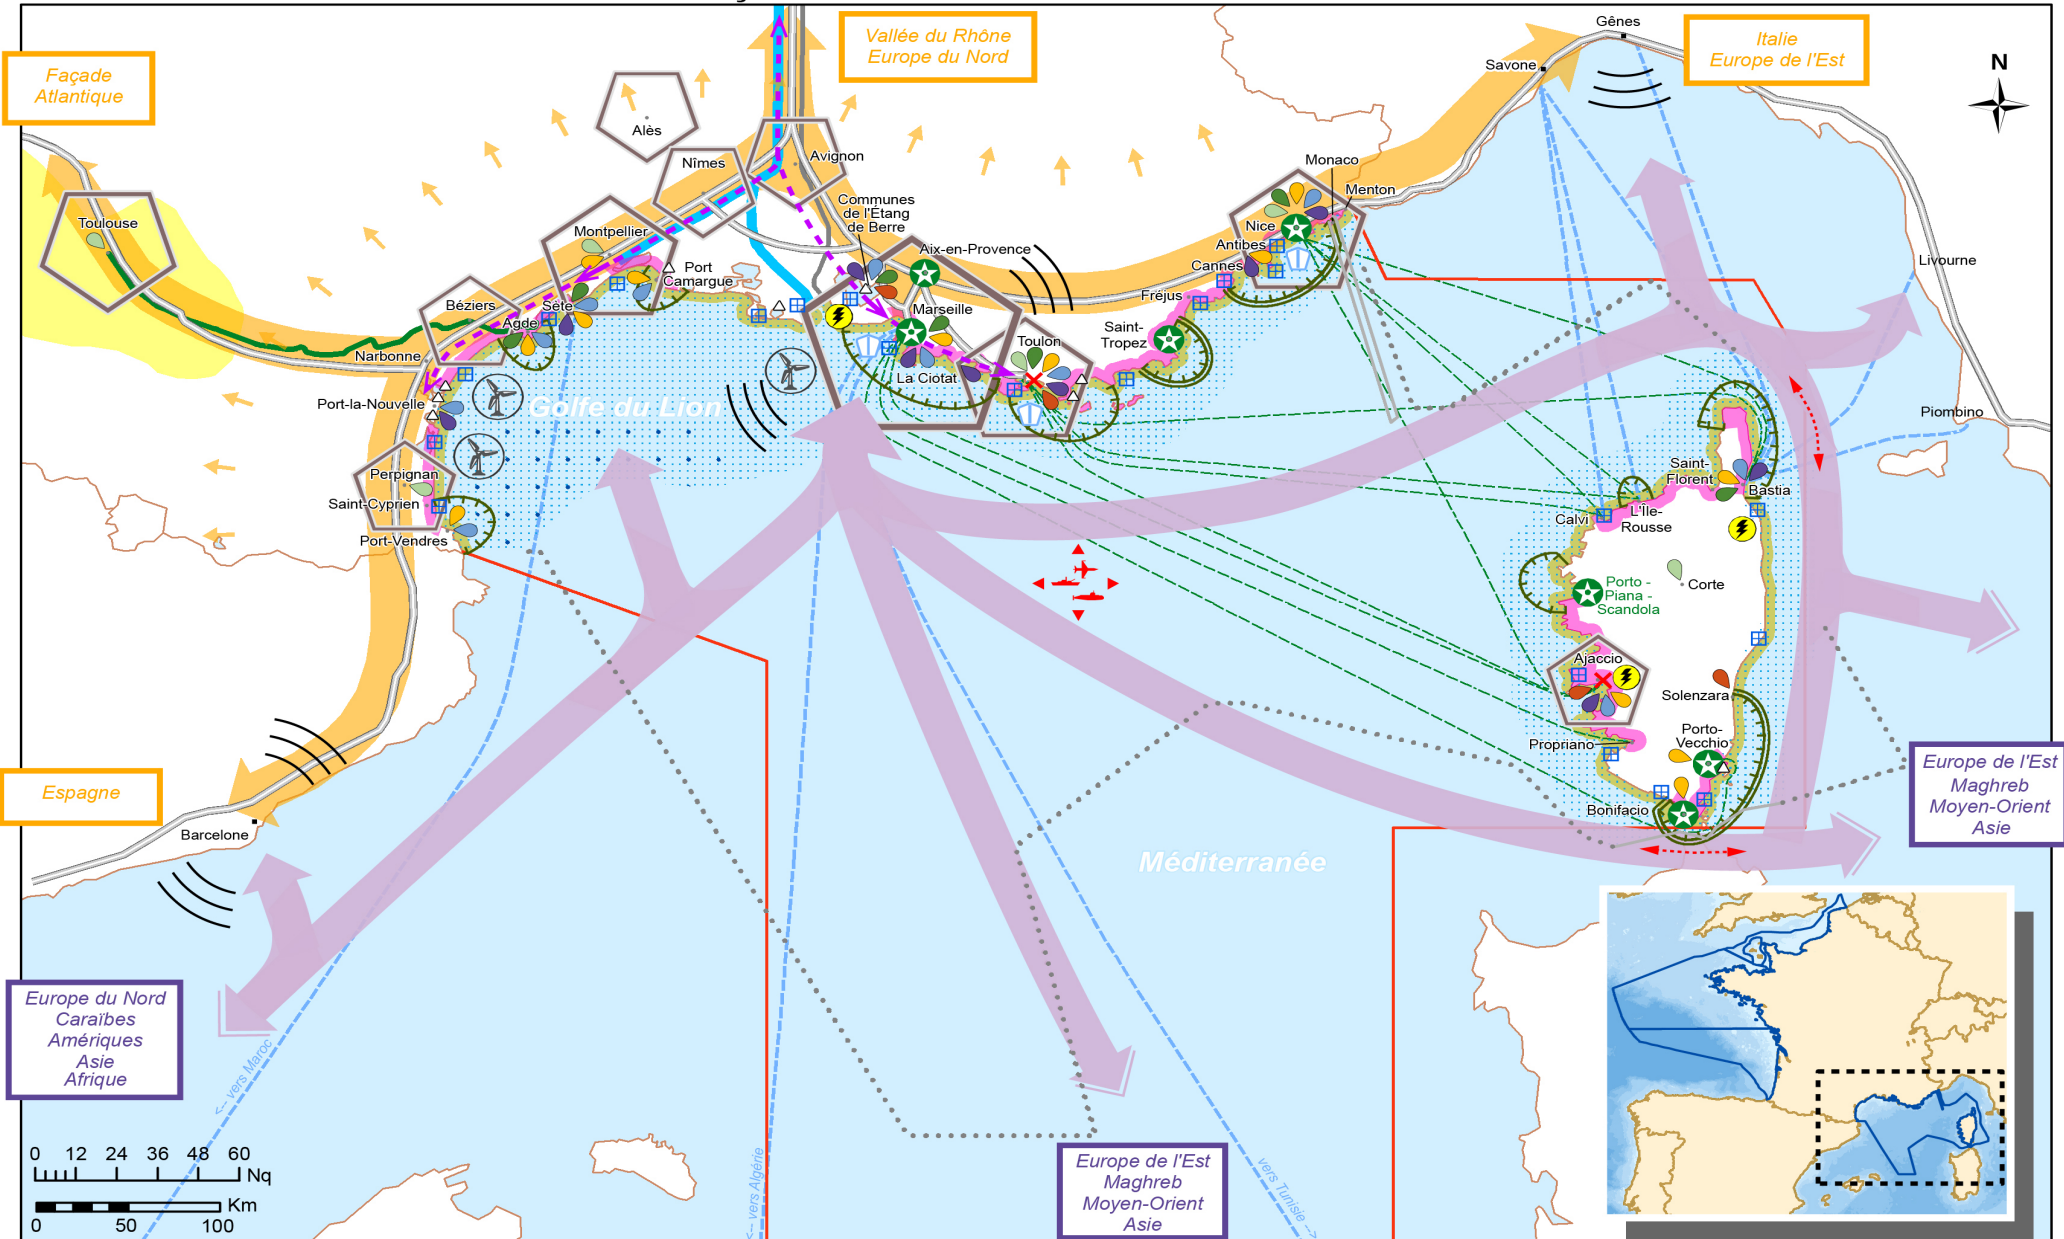 Façade
Atlantique
Vallée du Rhône
Europe du Nord
Italie
Europe de l'Est
Gênes
Savone
N
Alès
Nîmes
Avignon
Monaco
Menton
Toulouse
Montpellier
Communes
de l'Étang
de Berre
Aix-en-Provence
Nice
Antibes
Cannes
Livourne
Port
Camargue
Béziers
Sète
Agde
Marseille
Fréjus
Saint-
Tropez
Toulon
Narbonne
La Ciotat
Port-la-Nouvelle
Golfe du Lion
Piombino
Perpignan
Saint-Cyprien
Port-Vendres
Saint-
Florent
Bastia
Calvi
L'Île-
Rousse
Corte
Porto -
Piana -
Scandola
Ajaccio
Solenzara
Propriano
Porto-
Vecchio
Bonifacio
Espagne
Barcelone
Méditerranée
Europe de l'Est
Maghreb
Moyen-Orient
Asie
Europe du Nord
Caraïbes
Amériques
Asie
Afrique
<-- vers Maroc
<-- vers Algérie
vers Tunisie -->
Europe de l'Est
Maghreb
Moyen-Orient
Asie
0 12 24 36 48 60
Nq
Km
0 50 100